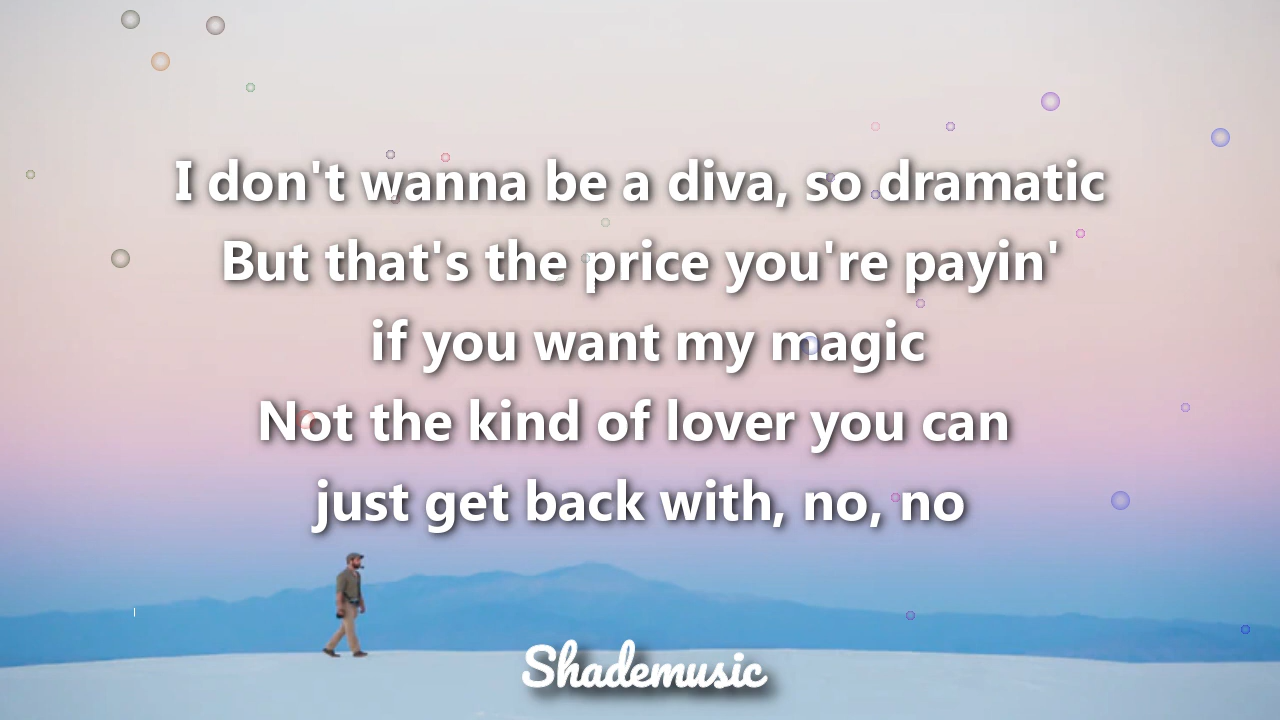 I don't wanna be a diva, so dramatic
But that's the price you're payin'
if you want my magic
Not the kind of lover you can
just get back with, no, no
Shademusic